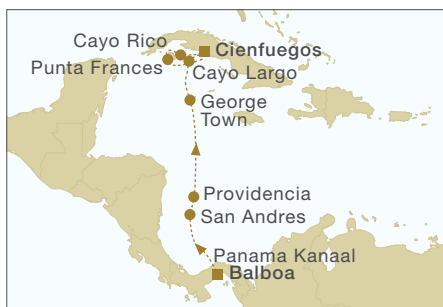 Cayo Rico
Cienfuegos
Punta Frances
Cayo Largo
George
Town
Providencia
San Andres
Panama Kanaal
Balboa